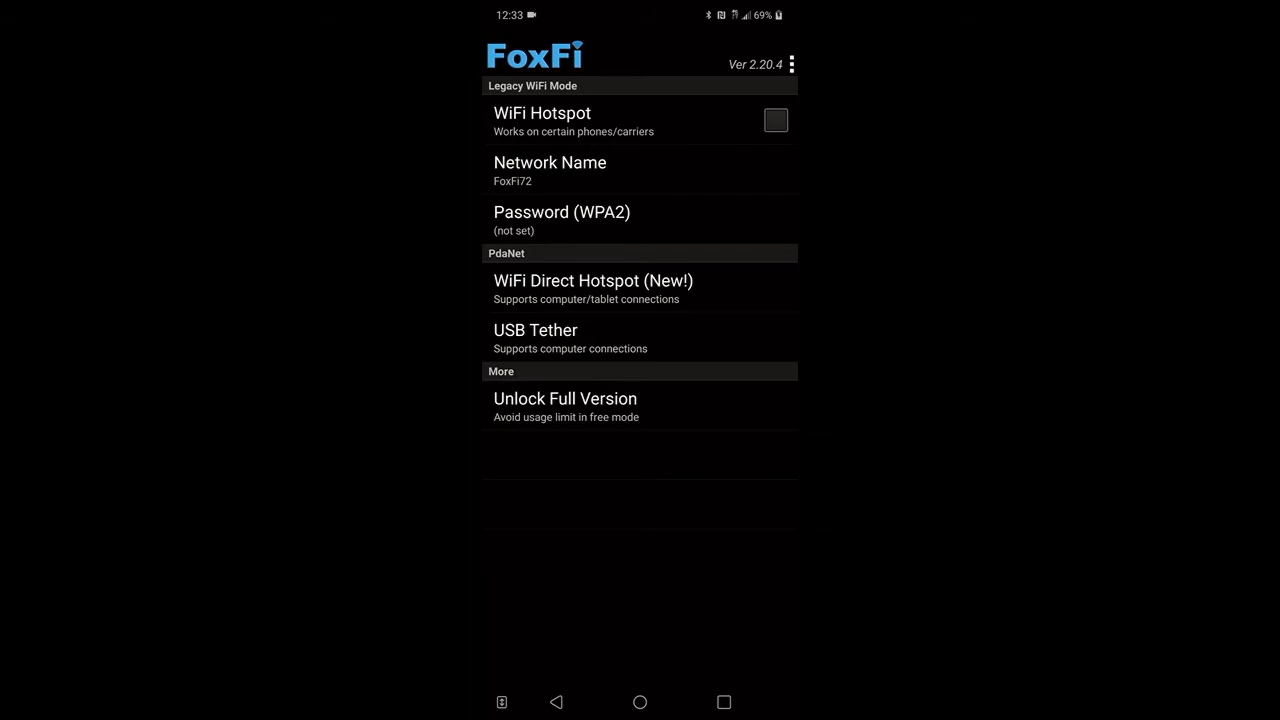 12:33
69%
FoxFi
Ver 2.20.4
Legacy WiFi Mode
WiFi Hotspot
Works on certain phones/carriers
Network Name
FoxFi72
Password (WPA2)
(not set)
PdaNet
WiFi Direct Hotspot (New!)
Supports computer/tablet connections
USB Tether
Supports computer connections
More
Unlock Full Version
Avoid usage limit in free mode